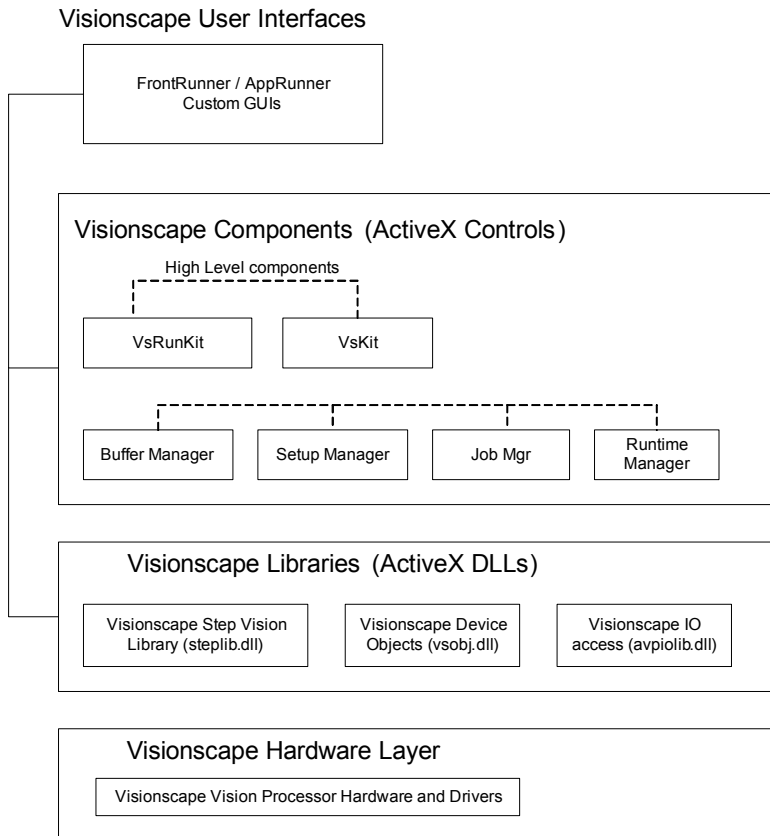 Visionscape User Interfaces
FrontRunner / AppRunner
Custom GUIs
Visionscape Components (ActiveX Controls)
High Level components
VsRunKit
VsKit
Buffer Manager
Setup Manager
Job Mgr
Runtime
Manager
Visionscape Libraries (ActiveX DLLs)
Visionscape Step Vision
Library (steplib.dll)
Visionscape Device
Objects (vsobj.dll)
Visionscape IO
access (avpiolib.dll)
Visionscape Hardware Layer
Visionscape Vision Processor Hardware and Drivers